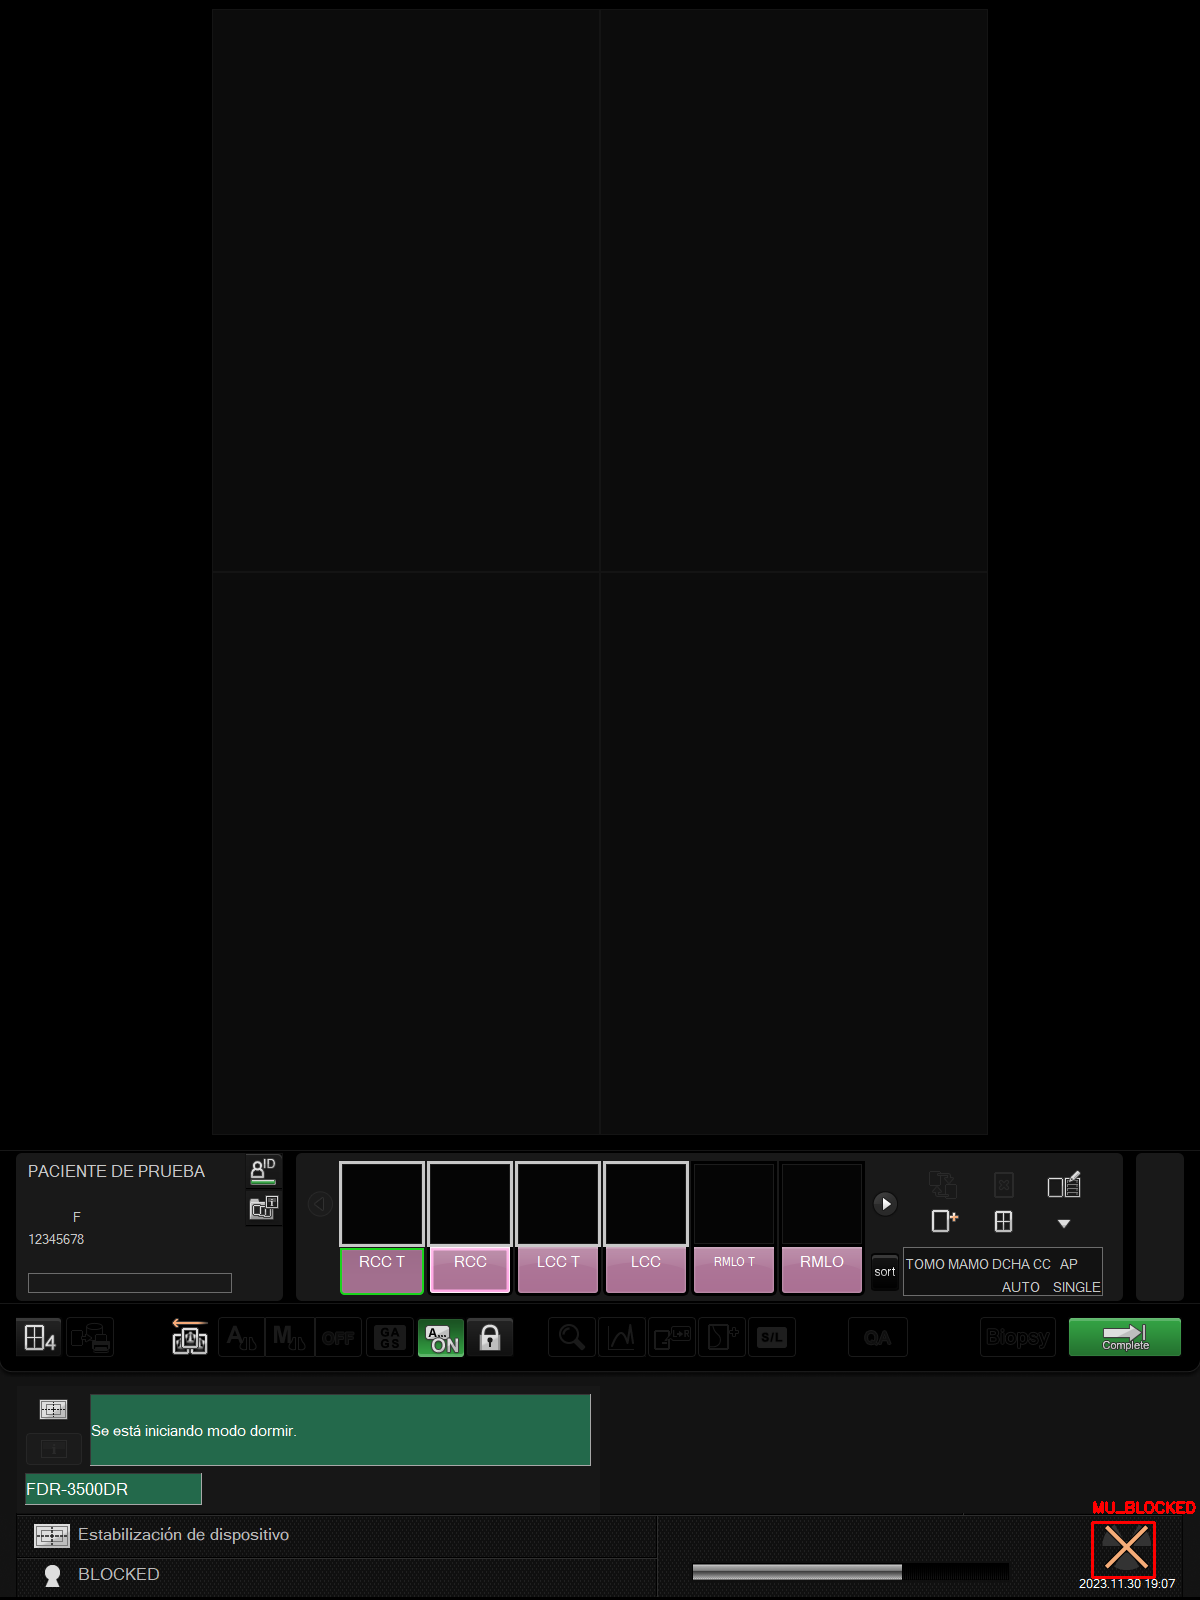 PACIENTE DE PRUEBA
ID
F
12345678
RCC T
RCC
LCC T
LCC
RMLO T
RMLO
sort
TOMO MAMO DCHA CC AP
AUTO SINGLE
4
A
M
OFF
GA
GS
A...
ON
L R
S/L
QA
Biopsy
Complete
Se está iniciando modo dormir.
FDR-3500DR
MU_BLOCKED
Estabilización de dispositivo
BLOCKED
2023.11.30 19:07